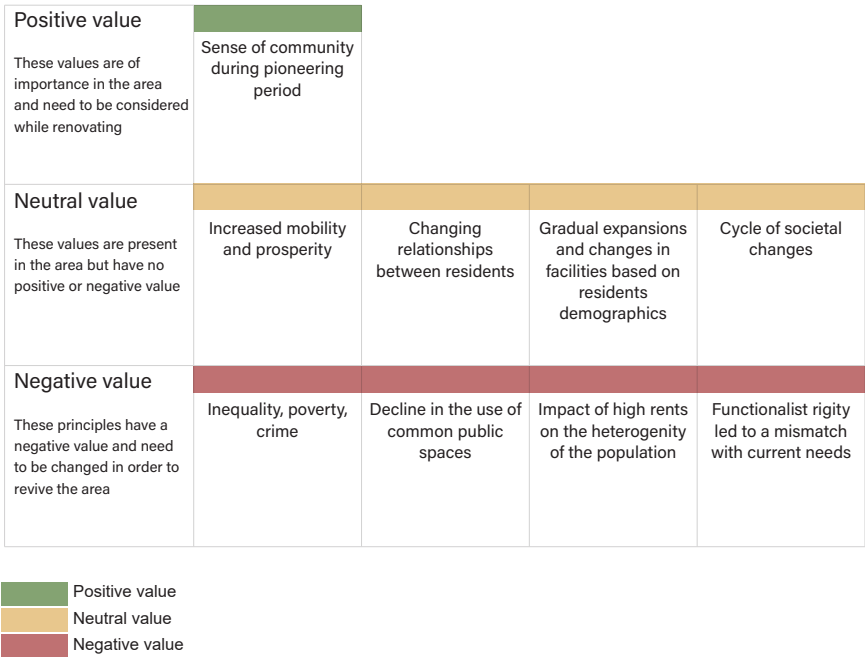 Positive value
These values are of
importance in the area
and need to be considered
while renovating
Sense of community
during pioneering
period
Neutral value
These values are present
in the area but have no
positive or negative value
Increased mobility
and prosperity
Changing
relationships
between residents
Gradual expansions
and changes in
facilities based on
residents
demographics
Cycle of societal
changes
Negative value
These principles have a
negative value and need
to be changed in order to
revive the area
Inequality, poverty,
crime
Decline in the use of
common public
spaces
Impact of high rents
on the heterogenity
of the population
Functionalist rigity
led to a mismatch
with current needs
Positive value
Neutral value
Negative value